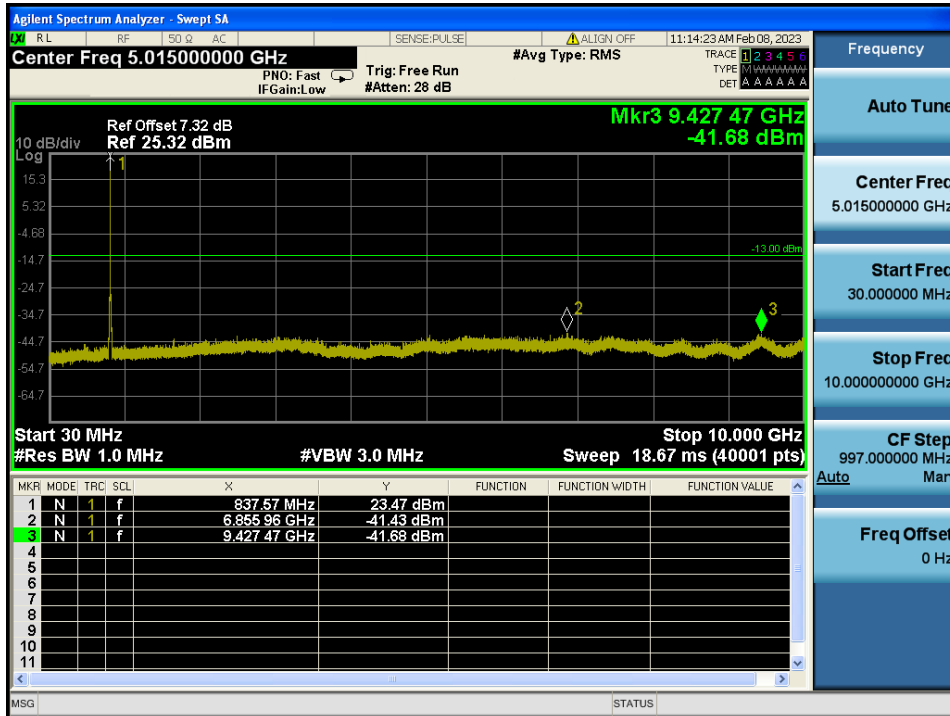 Agilent Spectrum Analyzer - Swept SA
LXI RL RF 50 Ω AC SENSE:PULSE ALIGN OFF 11:14:23 AM Feb 08, 2023
Center Freq 5.015000000 GHz
PNO: Fast
IFGain:Low
Trig: Free Run
#Atten: 28 dB
#Avg Type: RMS
TRACE 1 2 3 4 5 6
TYPE M
DET A A A A A A
Mkr3 9.427 47 GHz
-41.68 dBm
Ref Offset 7.32 dB
10 dB/div Ref 25.32 dBm
Log
1
15.3
5.32
-4.68
-13.00 dBm
-14.7
-24.7
2
3
-34.7
-44.7
-54.7
-64.7
Start 30 MHz Stop 10.000 GHz
#Res BW 1.0 MHz #VBW 3.0 MHz Sweep 18.67 ms (40001 pts)
MKR MODE TRC SCL X Y FUNCTION FUNCTION WIDTH FUNCTION VALUE
1 N 1 f 837.57 MHz 23.47 dBm
2 N 1 f 6.855 96 GHz -41.43 dBm
3 N 1 f 9.427 47 GHz -41.68 dBm
4
5
6
7
8
9
10
11
MSG STATUS
Frequency
Auto Tune
Center Freq
5.015000000 GHz
Start Freq
30.000000 MHz
Stop Freq
10.000000000 GHz
CF Step
997.000000 MHz
Auto Man
Freq Offset
0 Hz